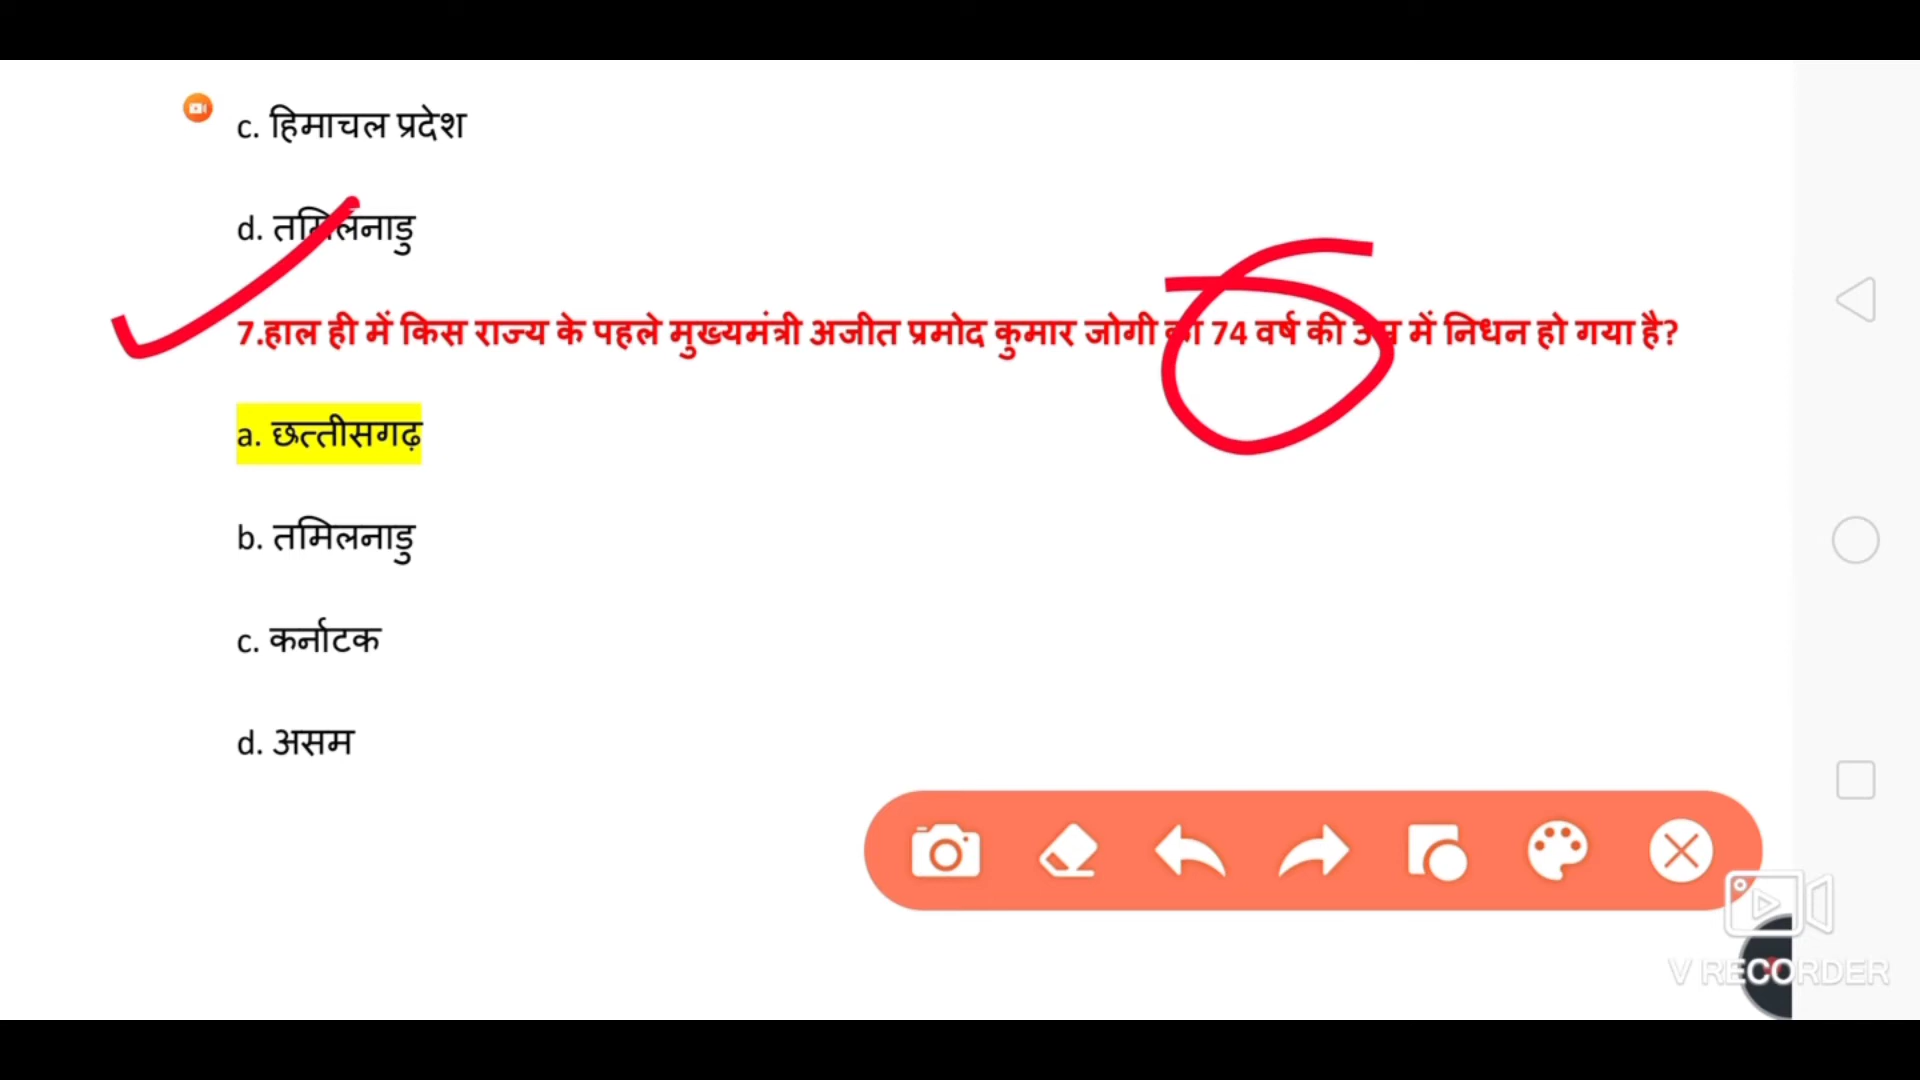 c. हिमाचल प्रदेश
d. तमिलनाडु
7.हाल ही में किस राज्य के पहले मुख्यमंत्री अजीत प्रमोद कुमार जोगी का 74 वर्ष की उम्र में निधन हो गया है?
a. छत्तीसगढ़
b. तमिलनाडु
c. कर्नाटक
d. असम
V RECORDER